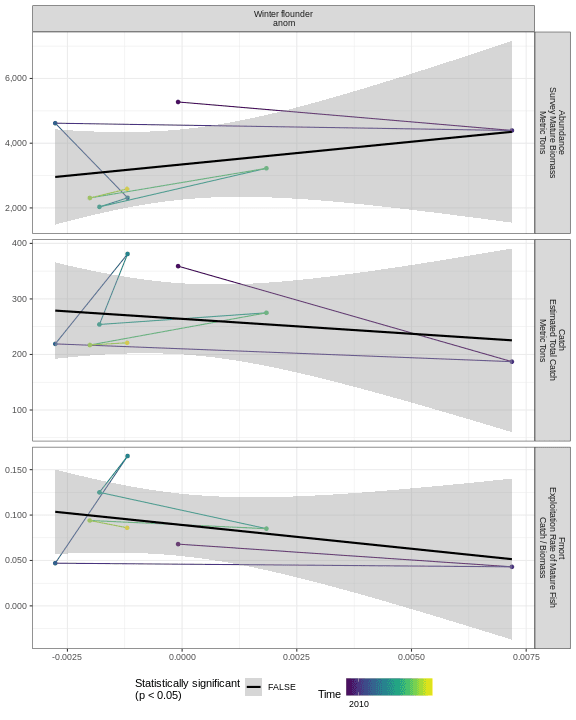 Winter flounder
anom
6,000
4,000
2,000
Abundance
Survey Mature Biomass
Metric Tons
400
300
200
100
Catch
Estimated Total Catch
Metric Tons
0.150
0.100
0.050
0.000
Fmort
Exploitation Rate of Mature Fish
Catch / Biomass
-0.0025
0.0000
0.0025
0.0050
0.0075
Statistically significant
(p < 0.05)
FALSE
Time
2010